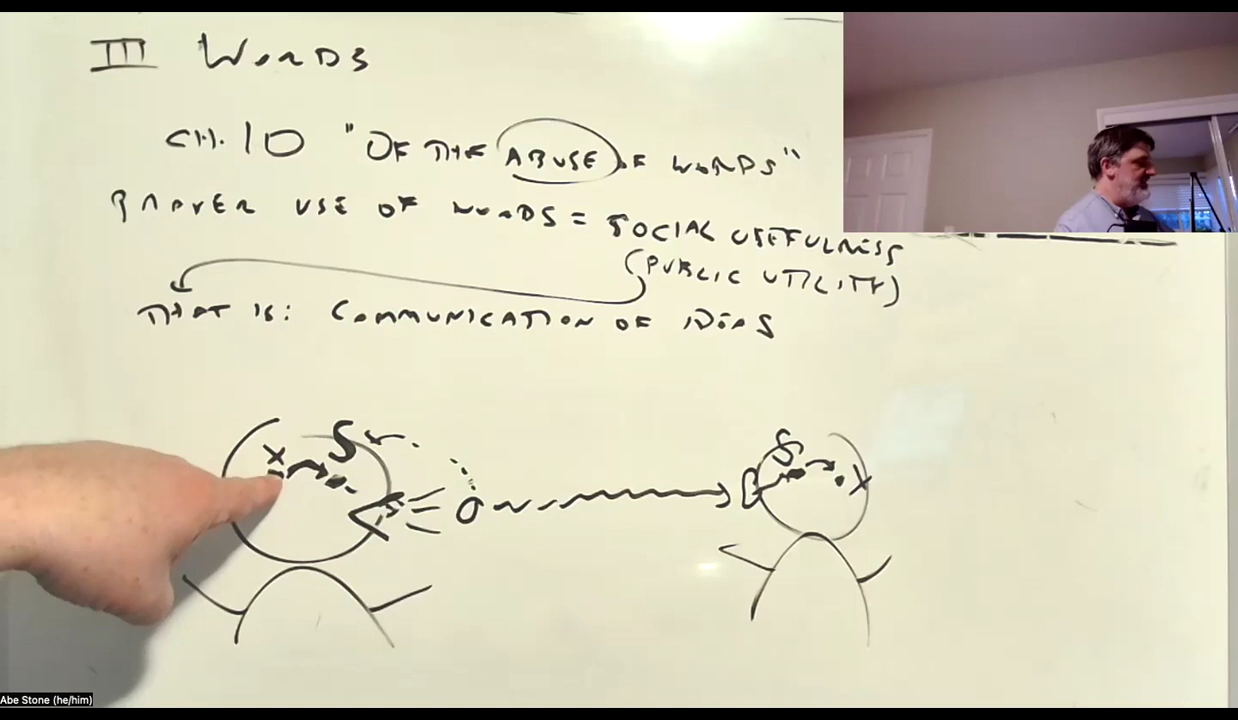 III WORDS
CH. 10 "OF THE ABUSE OF WORDS"
PROPER USE OF WORDS = SOCIAL USEFULNESS
(PUBLIC UTILITY)
THAT IS: COMMUNICATION OF IDEAS
X S S X
Abe Stone (he/him)